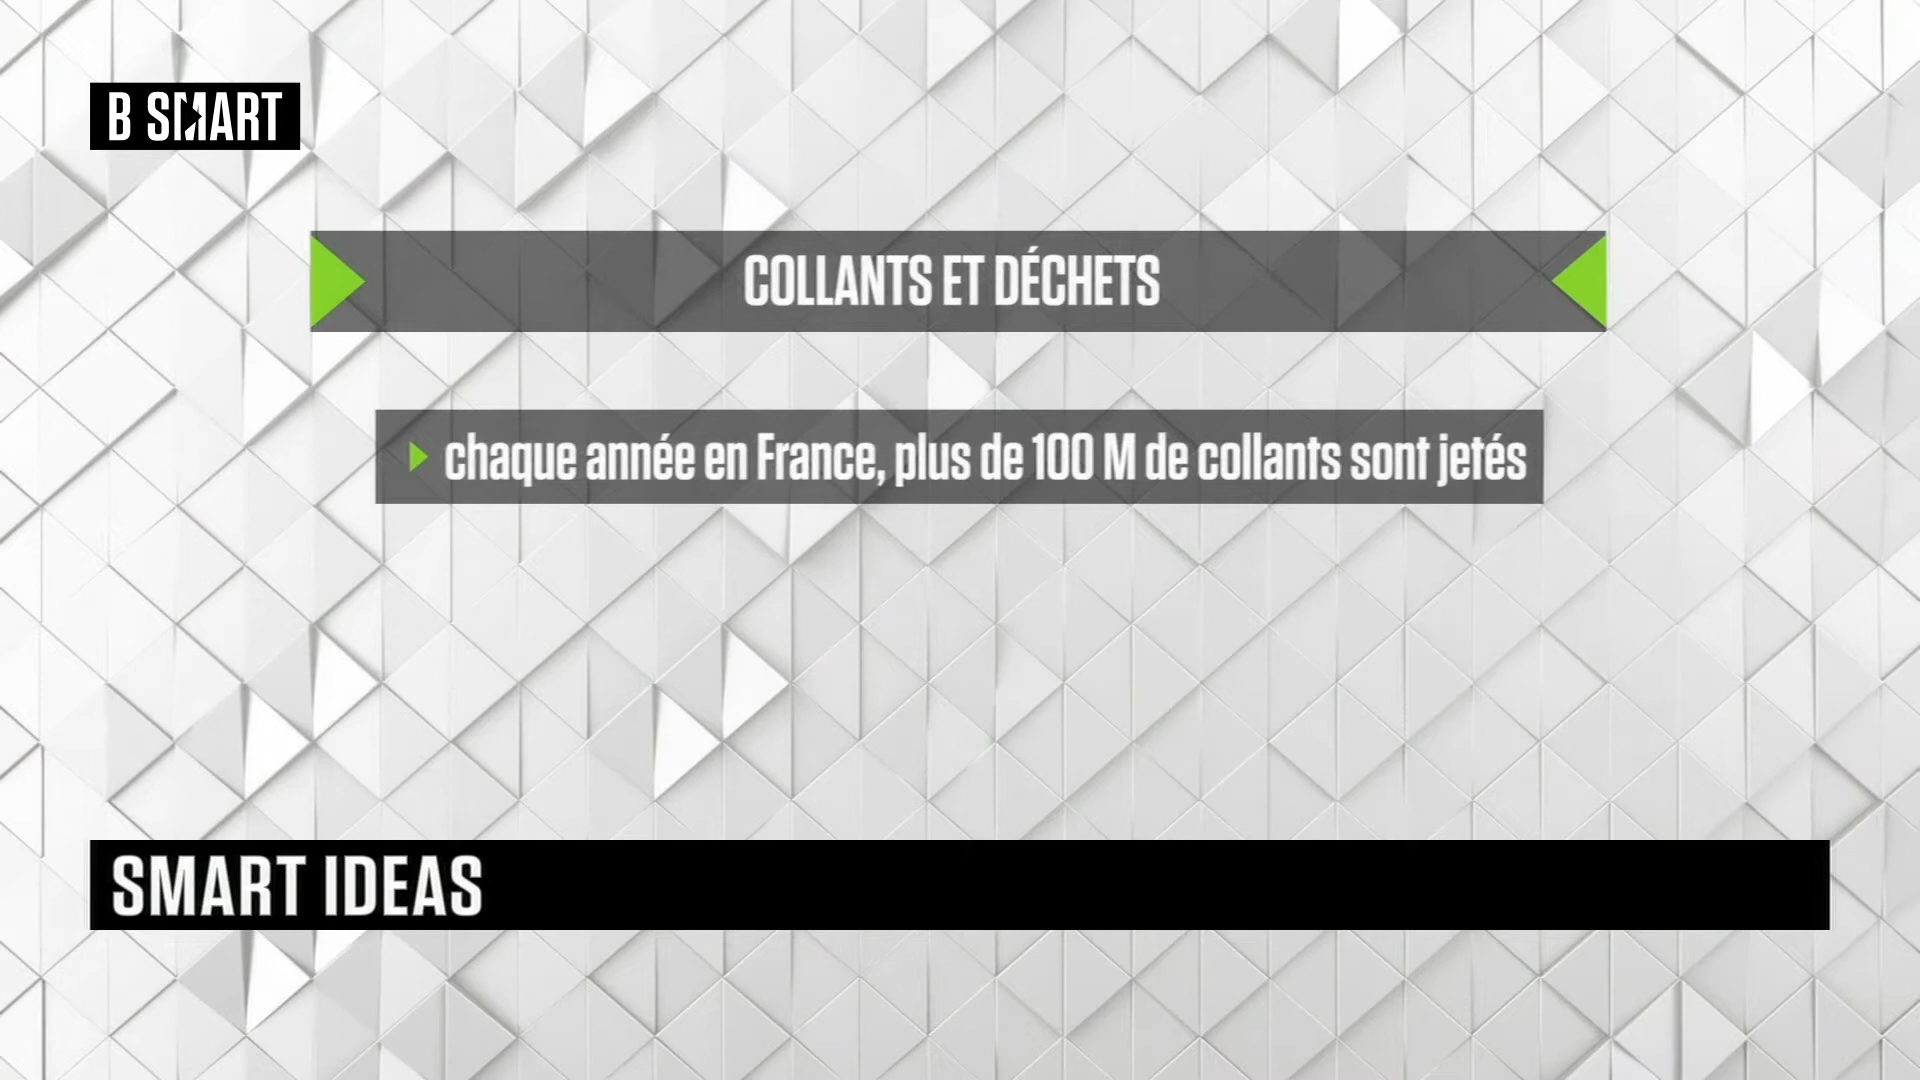 B SMART
COLLANTS ET DÉCHETS
chaque année en France, plus de 100 M de collants sont jetés
SMART IDEAS